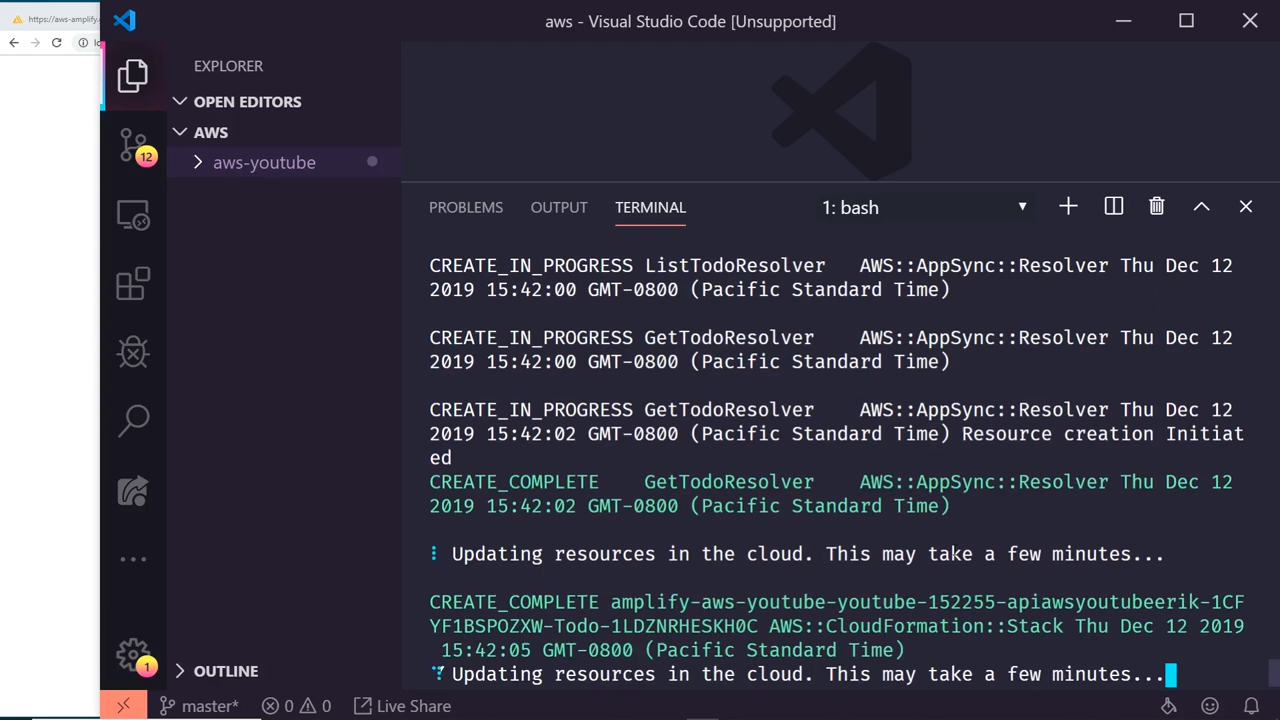 https://aws-amplify.
aws - Visual Studio Code [Unsupported]
EXPLORER
OPEN EDITORS
AWS
12
aws-youtube
PROBLEMS OUTPUT TERMINAL 1: bash
CREATE_IN_PROGRESS ListTodoResolver AWS::AppSync::Resolver Thu Dec 12
2019 15:42:00 GMT-0800 (Pacific Standard Time)
CREATE_IN_PROGRESS GetTodoResolver AWS::AppSync::Resolver Thu Dec 12
2019 15:42:00 GMT-0800 (Pacific Standard Time)
CREATE_IN_PROGRESS GetTodoResolver AWS::AppSync::Resolver Thu Dec 12
2019 15:42:02 GMT-0800 (Pacific Standard Time) Resource creation Initiat
ed
CREATE_COMPLETE GetTodoResolver AWS::AppSync::Resolver Thu Dec 12
2019 15:42:02 GMT-0800 (Pacific Standard Time)
Updating resources in the cloud. This may take a few minutes...
CREATE_COMPLETE amplify-aws-youtube-youtube-152255-apiawsyoutubeerik-1CF
YF1BSPOZXW-Todo-1LDZNRHESKH0C AWS::CloudFormation::Stack Thu Dec 12 2019
15:42:05 GMT-0800 (Pacific Standard Time)
Updating resources in the cloud. This may take a few minutes...
1
OUTLINE
master* 0 0 Live Share